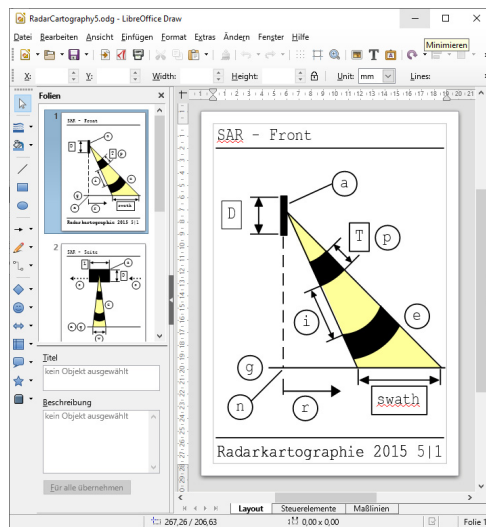 RadarCartography5.odg - LibreOffice Draw
Datei Bearbeiten Ansicht Einfügen Format Extras Ändern Fenster Hilfe
Minimieren
X: Y: Width: Height: Unit: mm Lines:
Folien
1
SAR - Front
a
D
T
p
i
e
g
n
r
swath
Radarkartographie 2015 5|1
2
SAR - Seite
L
D
Titel
kein Objekt ausgewählt
Beschreibung
kein Objekt ausgewählt
Für alle übernehmen
SAR - Front
a
D
T
p
i
e
g
n
r
swath
Radarkartographie 2015 5|1
Layout Steuerelemente Maßlinien
267,26 / 206,63 0,00 x 0,00 Folie 1